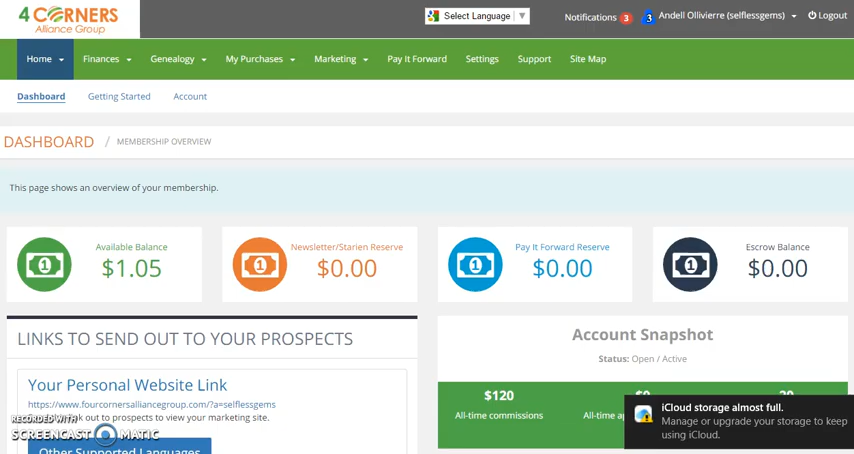 4 CORNERS
Alliance Group
Select Language
Notifications 3
Andell Ollivierre (selflessgems)
Logout
Home
Finances
Genealogy
My Purchases
Marketing
Pay It Forward
Settings
Support
Site Map
Dashboard
Getting Started
Account
DASHBOARD / MEMBERSHIP OVERVIEW
This page shows an overview of your membership.
Available Balance
$1.05
Newsletter/Starien Reserve
$0.00
Pay It Forward Reserve
$0.00
Escrow Balance
$0.00
LINKS TO SEND OUT TO YOUR PROSPECTS
Your Personal Website Link
https://www.fourcornersalliancegroup.com/?a=selflessgems
link out to prospects to view your marketing site.
Other Supported Languages
RECORDED WITH
SCREENCAST MATIC
Account Snapshot
Status: Open / Active
$120
All-time commissions
All-time
iCloud storage almost full.
Manage or upgrade your storage to keep
using iCloud.